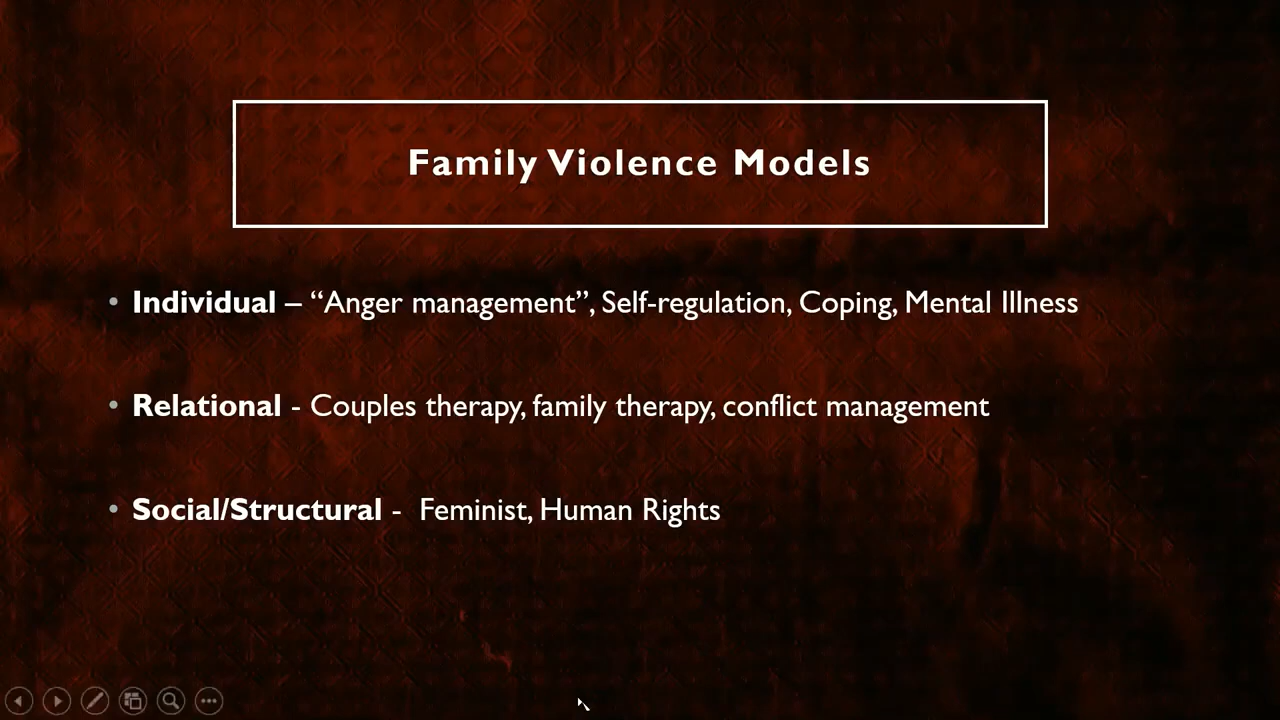 Family Violence Models
• Individual – “Anger management”, Self-regulation, Coping, Mental Illness
• Relational - Couples therapy, family therapy, conflict management
• Social/Structural -  Feminist, Human Rights